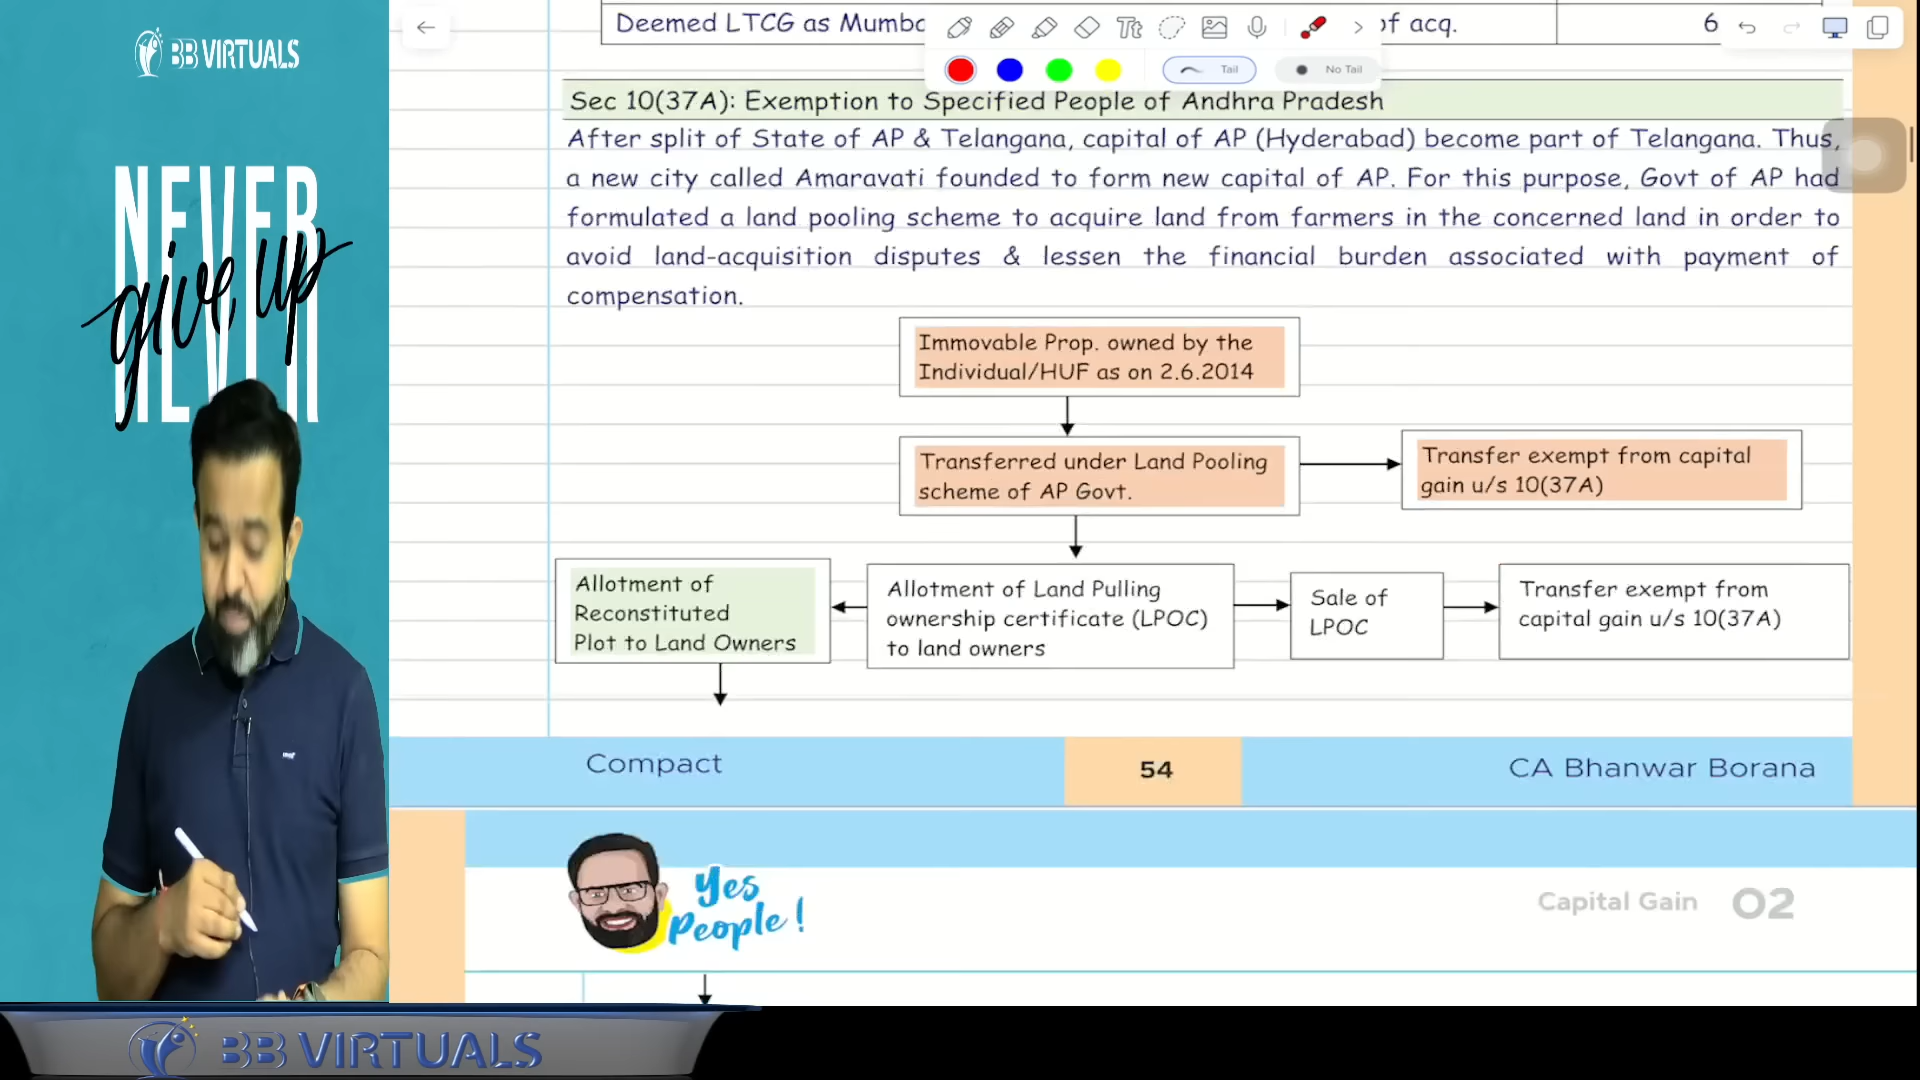 BB VIRTUALS
NEVER
give up
NEVER
Deemed LTCG as Mumb
of acq.
6
Tt
Tail
No Tail
Sec 10(37A): Exemption to Specified People of Andhra Pradesh
After split of State of AP & Telangana, capital of AP (Hyderabad) become part of Telangana. Thus,
a new city called Amaravati founded to form new capital of AP. For this purpose, Govt of AP had
formulated a land pooling scheme to acquire land from farmers in the concerned land in order to
avoid land-acquisition disputes & lessen the financial burden associated with payment of
compensation.
Immovable Prop. owned by the
Individual/HUF as on 2.6.2014
Transferred under Land Pooling
scheme of AP Govt.
Transfer exempt from capital
gain u/s 10(37A)
Allotment of
Reconstituted
Plot to Land Owners
Allotment of Land Pulling
ownership certificate (LPOC)
to land owners
Sale of
LPOC
Transfer exempt from
capital gain u/s 10(37A)
Compact
54
CA Bhanwar Borana
Yes
People !
Capital Gain 02
BB VIRTUALS